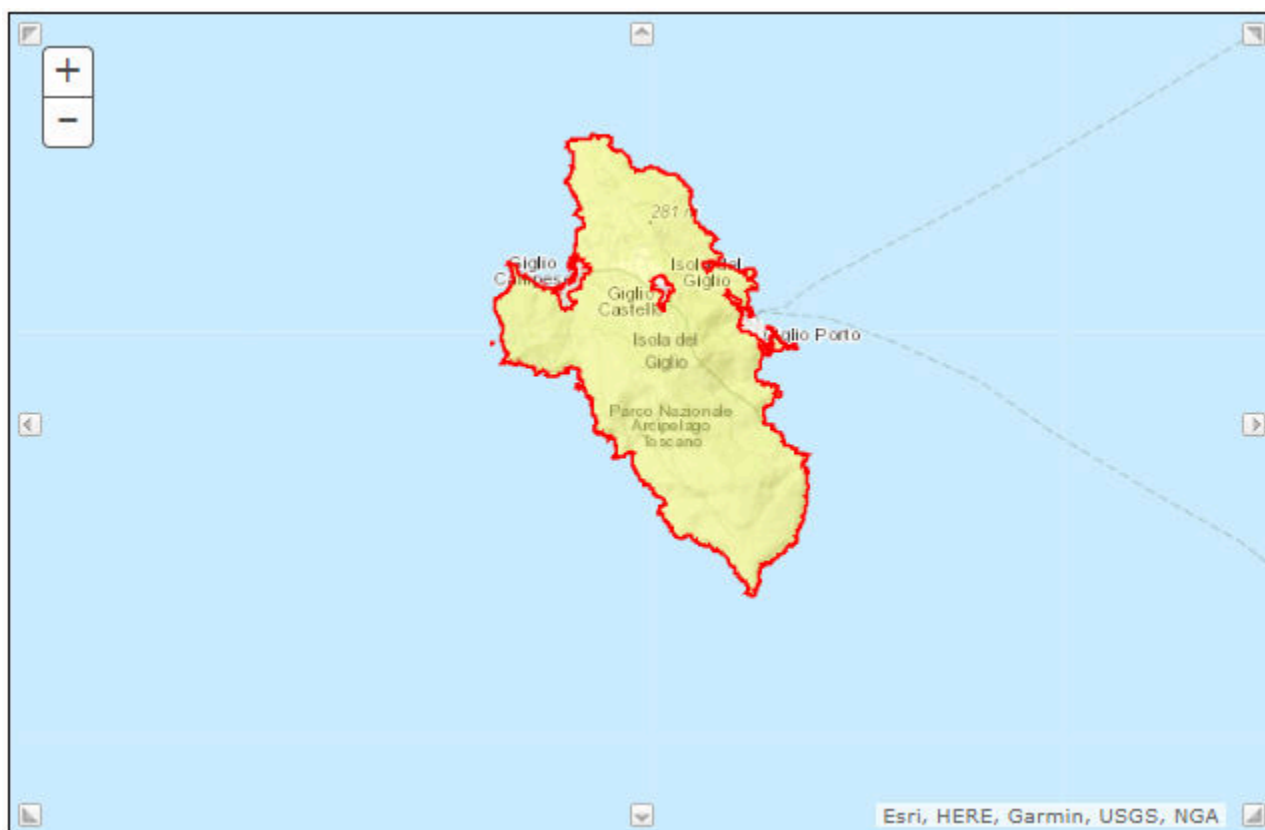 +
−
281 m
Giglio
Campese
Isola del
Giglio
Giglio
Castello
Giglio Porto
Isola del
Giglio
Parco Nazionale
Arcipelago
Toscano
Esri, HERE, Garmin, USGS, NGA